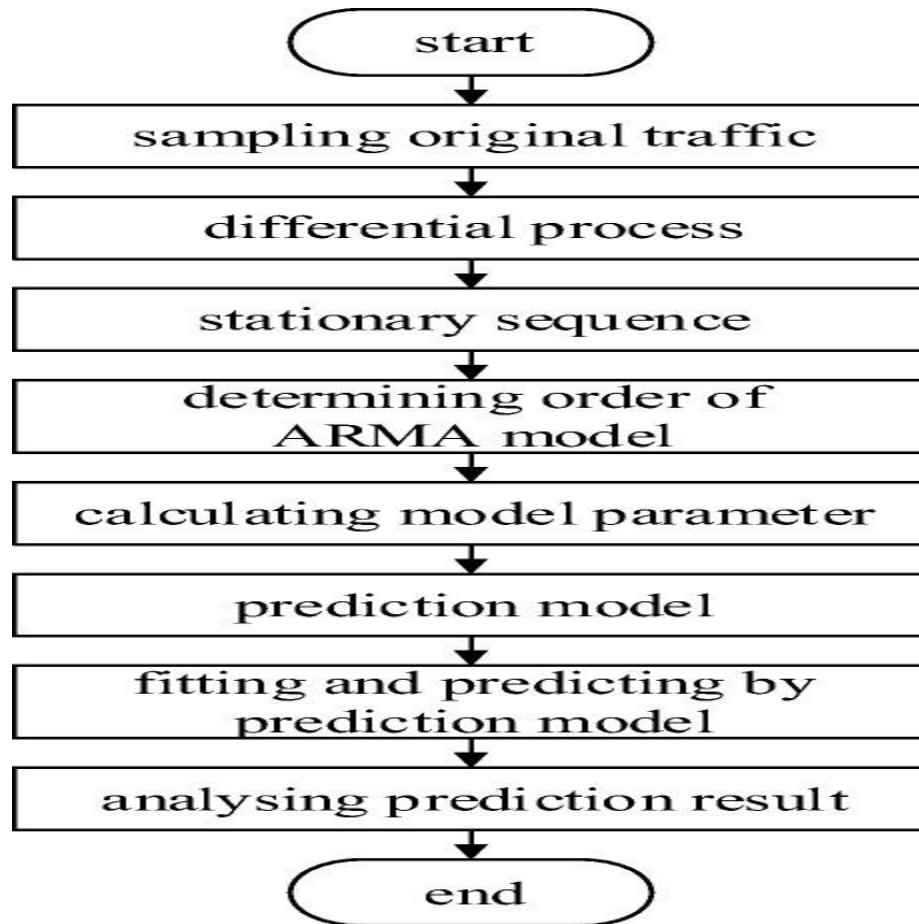 start
sampling original traffic
differential process
stationary sequence
determining order of
ARMA model
calculating model parameter
prediction model
fitting and predicting by
prediction model
analysing prediction result
end